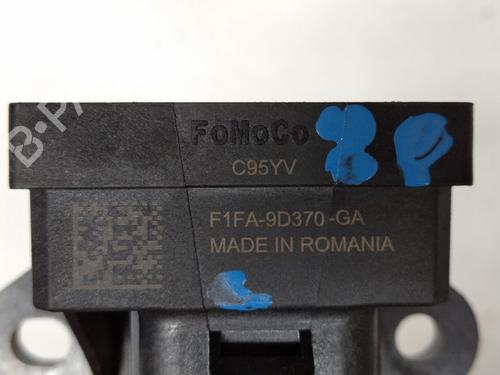 FoMoCo
C95YV
F1FA-9D370-GA
MADE IN ROMANIA